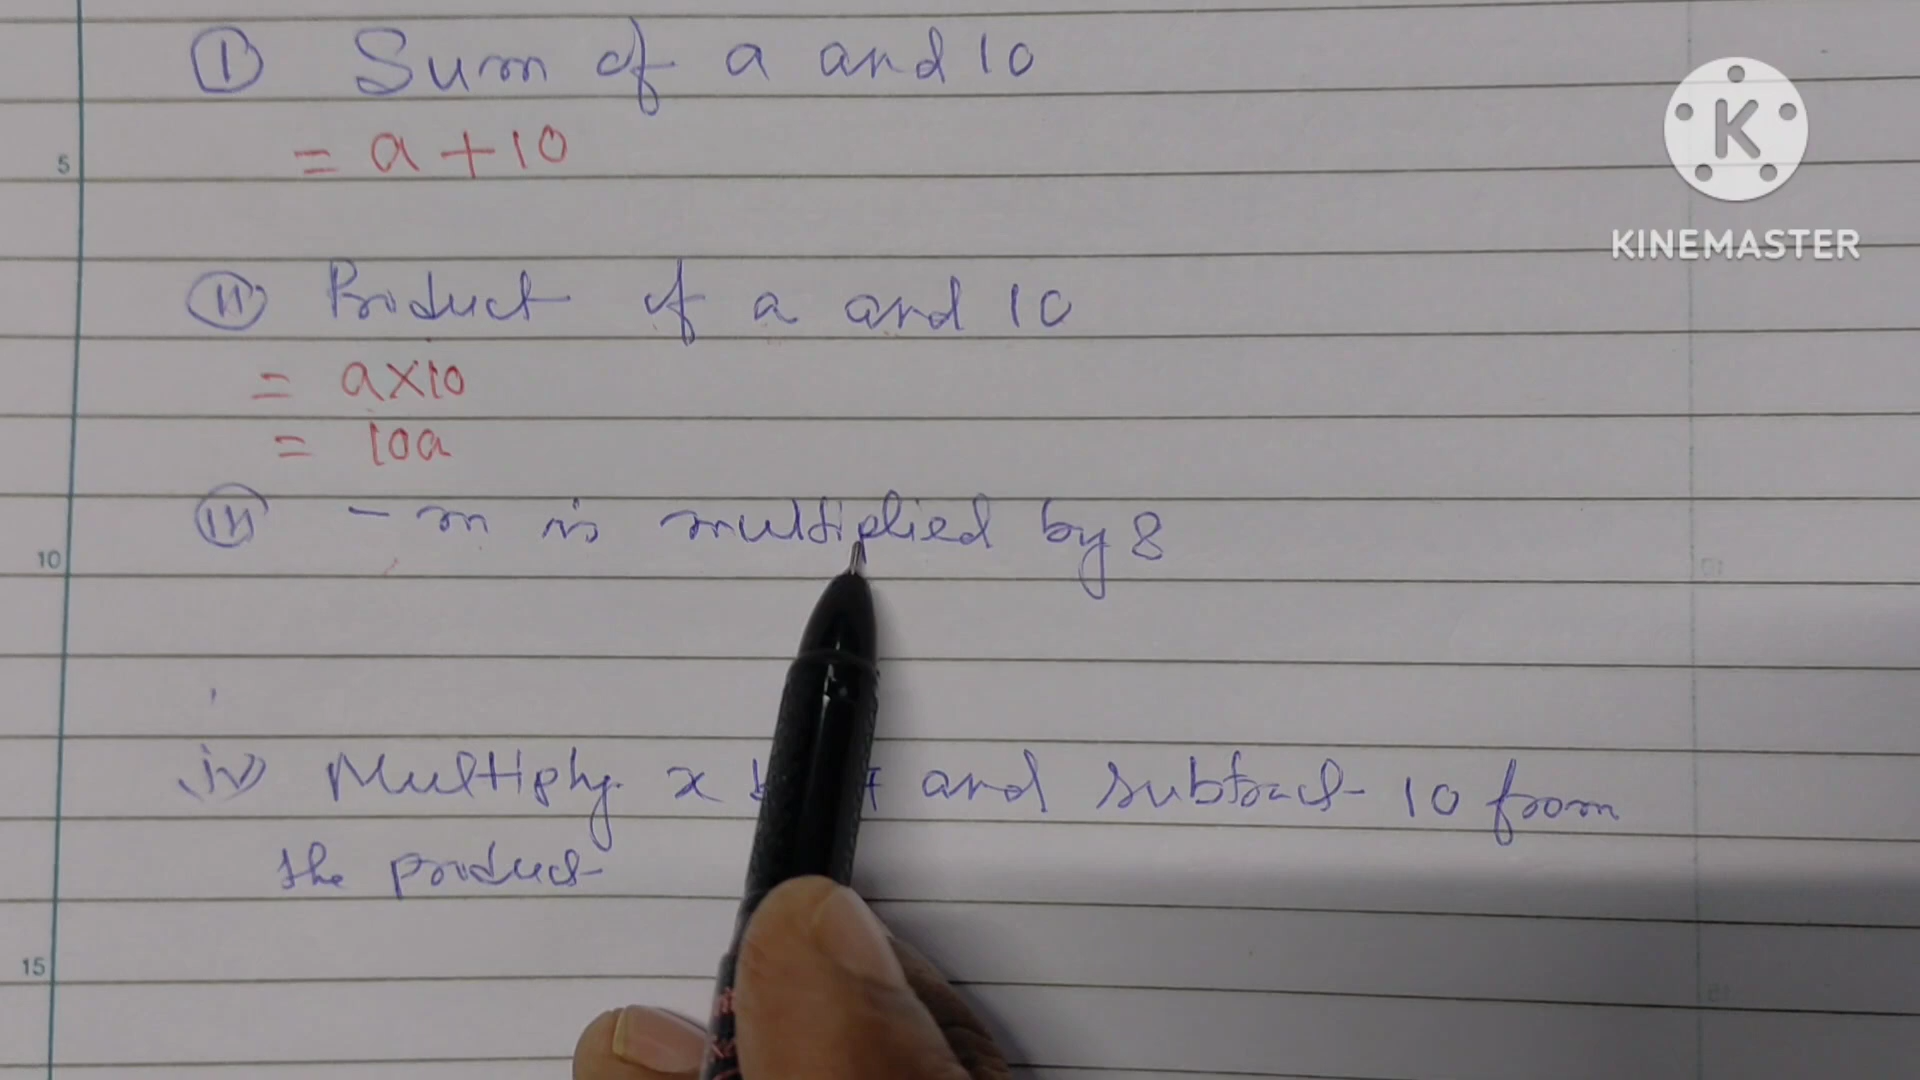 I Sum of a and 10
= a + 10
5
II Product of a and 10
= a×10
= 10a
III - m is multiplied by 8
10
iv) Multiply x and subtract 10 from
the product
15
K
KINEMASTER